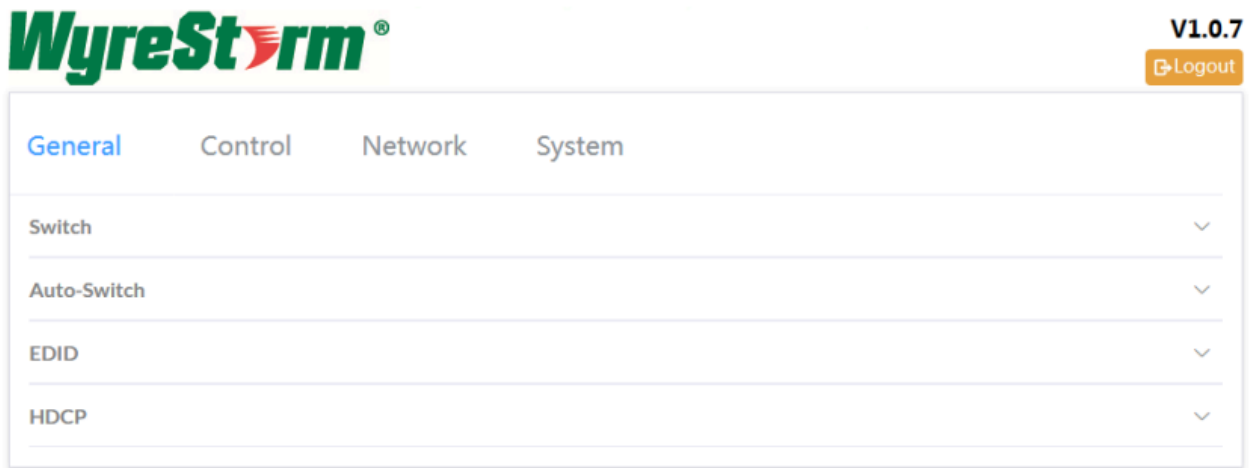 WyreStorm®
V1.0.7
Logout
General Control Network System
Switch
Auto-Switch
EDID
HDCP